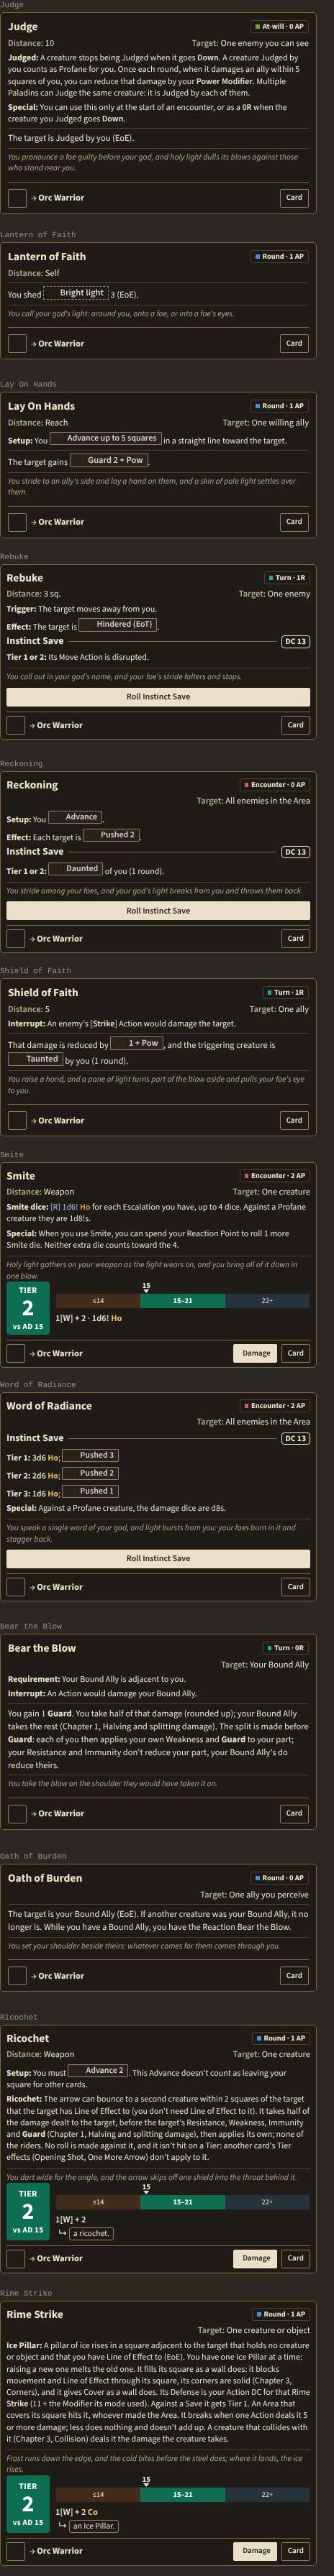 Judge
Judge
At-will · 0 AP
Distance: 10
Target: One enemy you can see
Judged: A creature stops being Judged when it goes Down. A creature Judged by
you counts as Profane for you. Once each round, when it damages an ally within 5
squares of you, you can reduce that damage by your Power Modifier. Multiple
Paladins can Judge the same creature: it is Judged by each of them.
Special: You can use this only at the start of an encounter, or as a 0R when the
creature you Judged goes Down.
The target is Judged by you (EoE).
You pronounce a foe guilty before your god, and holy light dulls its blows against those
who stand near you.
→ Orc Warrior
Card
Lantern of Faith
Lantern of Faith
Round · 1 AP
Distance: Self
You shed Bright light 3 (EoE).
You call your god's light: around you, onto a foe, or into a foe's eyes.
→ Orc Warrior
Card
Lay On Hands
Lay On Hands
Round · 1 AP
Distance: Reach
Target: One willing ally
Setup: You Advance up to 5 squares in a straight line toward the target.
The target gains Guard 2 + Pow.
You stride to an ally's side and lay a hand on them, and a skin of pale light settles over
them.
→ Orc Warrior
Card
Rebuke
Rebuke
Turn · 1R
Distance: 3 sq.
Target: One enemy
Trigger: The target moves away from you.
Effect: The target is Hindered (EoT).
Instinct Save
DC 13
Tier 1 or 2: Its Move Action is disrupted.
You call out in your god's name, and your foe's stride falters and stops.
Roll Instinct Save
→ Orc Warrior
Card
Reckoning
Reckoning
Encounter · 0 AP
Target: All enemies in the Area
Setup: You Advance.
Effect: Each target is Pushed 2.
Instinct Save
DC 13
Tier 1 or 2: Daunted of you (1 round).
You stride among your foes, and your god's light breaks from you and throws them back.
Roll Instinct Save
→ Orc Warrior
Card
Shield of Faith
Shield of Faith
Turn · 1R
Distance: 5
Target: One ally
Interrupt: An enemy's [Strike] Action would damage the target.
That damage is reduced by 1 + Pow, and the triggering creature is
Taunted by you (1 round).
You raise a hand, and a pane of light turns part of the blow aside and pulls your foe's eye
to you.
→ Orc Warrior
Card
Smite
Smite
Encounter · 2 AP
Distance: Weapon
Target: One creature
Smite dice: [R] 1d6! Ho for each Escalation you have, up to 4 dice. Against a Profane
creature they are 1d8!s.
Special: When you use Smite, you can spend your Reaction Point to roll 1 more
Smite die. Neither extra die counts toward the 4.
Holy light gathers on your weapon as the fight wears on, and you bring all of it down in
one blow.
TIER
2
vs AD 15
15
≤14
15–21
22+
1[W] + 2 · 1d6! Ho
→ Orc Warrior
Damage
Card
Word of Radiance
Word of Radiance
Encounter · 2 AP
Target: All enemies in the Area
Instinct Save
DC 13
Tier 1: 3d6 Ho; Pushed 3
Tier 2: 2d6 Ho; Pushed 2
Tier 3: 1d6 Ho; Pushed 1
Special: Against a Profane creature, the damage dice are d8s.
You speak a single word of your god, and light bursts from you: your foes burn in it and
stagger back.
Roll Instinct Save
→ Orc Warrior
Card
Bear the Blow
Bear the Blow
Turn · 0R
Target: Your Bound Ally
Requirement: Your Bound Ally is adjacent to you.
Interrupt: An Action would damage your Bound Ally.
You gain 1 Guard. You take half of that damage (rounded up); your Bound Ally
takes the rest (Chapter 1, Halving and splitting damage). The split is made before
Guard: each of you then applies your own Weakness and Guard to your part;
your Resistance and Immunity don't reduce your part, your Bound Ally's do
reduce theirs.
You take the blow on the shoulder they would have taken it on.
→ Orc Warrior
Card
Oath of Burden
Oath of Burden
Round · 0 AP
Target: One ally you perceive
The target is your Bound Ally (EoE). If another creature was your Bound Ally, it no
longer is. While you have a Bound Ally, you have the Reaction Bear the Blow.
You set your shoulder beside theirs: whatever comes for them comes through you.
→ Orc Warrior
Card
Ricochet
Ricochet
Round · 1 AP
Distance: Weapon
Target: One creature
Setup: You must Advance 2. This Advance doesn't count as leaving your
square for other cards.
Ricochet: The arrow can bounce to a second creature within 2 squares of the target
that the target has Line of Effect to (you don't need Line of Effect to it). It takes half of
the damage dealt to the target, before the target's Resistance, Weakness, Immunity
and Guard (Chapter 1, Halving and splitting damage), then applies its own; none of
the riders. No roll is made against it, and it isn't hit on a Tier: another card's Tier
effects (Opening Shot, One More Arrow) don't apply to it.
You dart wide for the angle, and the arrow skips off one shield into the throat behind it.
TIER
2
vs AD 15
15
≤14
15–21
22+
1[W] + 2
↪ a ricochet.
→ Orc Warrior
Damage
Card
Rime Strike
Rime Strike
Round · 1 AP
Target: One creature or object
Ice Pillar: A pillar of ice rises in a square adjacent to the target that holds no creature
or object and that you have Line of Effect to (EoE). You have one Ice Pillar at a time:
raising a new one melts the old one. It fills its square as a wall does: it blocks
movement and Line of Effect through its square, its corners are solid (Chapter 3,
Corners), and it gives Cover as a wall does. Its Defense is your Action DC for Rime
Strike (11 + the Modifier its mode used). Against a Save it gets Tier 1. An Area that
covers its square hits it, whoever made the Area. It breaks when one Action deals it 5
or more damage; less does nothing and doesn't add up. A creature that collides with
it (Chapter 3, Collision) deals it the damage the creature takes.
Frost runs down the edge, and the cold bites before the steel does; where it lands, the ice
rises.
TIER
2
vs AD 15
15
≤14
15–21
22+
1[W] + 2 Co
↪ an Ice Pillar.
→ Orc Warrior
Damage
Card